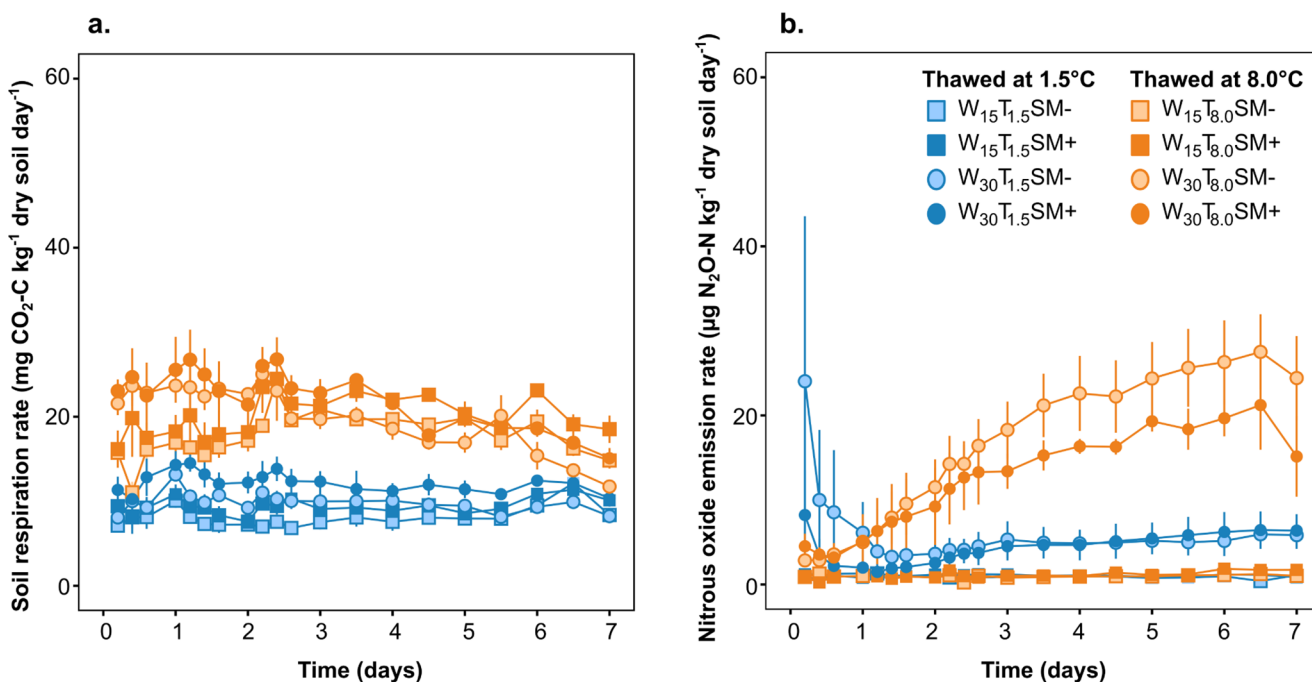 a.
Soil respiration rate (mg CO₂-C kg⁻¹ dry soil day⁻¹)
60
40
20
0
0 1 2 3 4 5 6 7
Time (days)
b.
Nitrous oxide emission rate (µg N₂O-N kg⁻¹ dry soil day⁻¹)
60
40
20
0
0 1 2 3 4 5 6 7
Time (days)
Thawed at 1.5°C
W₁₅T₁.₅SM-
W₁₅T₁.₅SM+
W₃₀T₁.₅SM-
W₃₀T₁.₅SM+
Thawed at 8.0°C
W₁₅T₈.₀SM-
W₁₅T₈.₀SM+
W₃₀T₈.₀SM-
W₃₀T₈.₀SM+